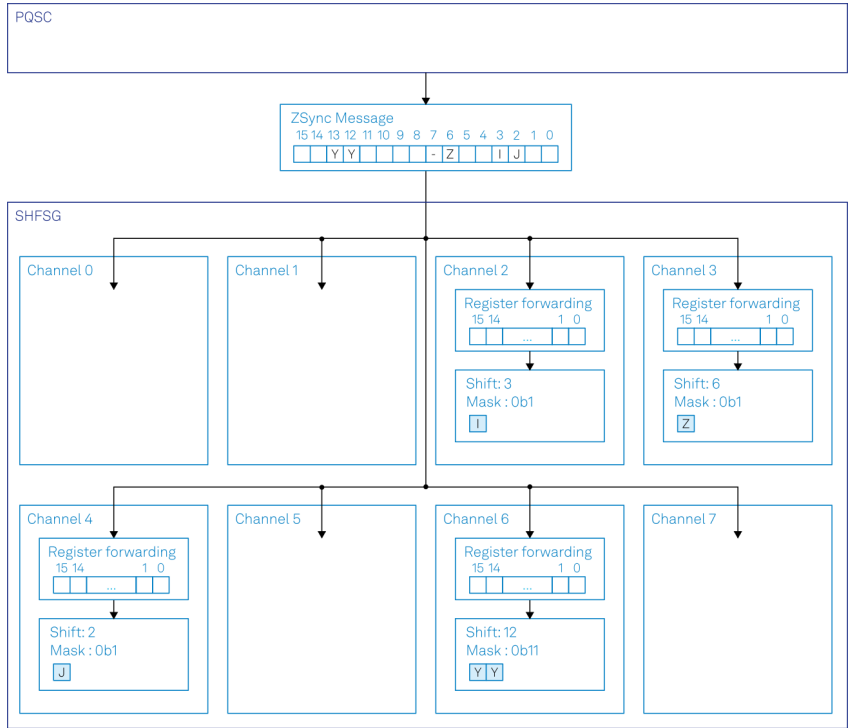 PQSC
ZSync Message
15 14 13 12 11 10 9 8 7 6 5 4 3 2 1 0
Y Y - Z I J
SHFSG
Channel 0
Channel 1
Channel 2
Register forwarding
15 14 1 0
...
Shift: 3
Mask : 0b1
I
Channel 3
Register forwarding
15 14 1 0
...
Shift: 6
Mask : 0b1
Z
Channel 4
Register forwarding
15 14 1 0
...
Shift: 2
Mask : 0b1
J
Channel 5
Channel 6
Register forwarding
15 14 1 0
...
Shift: 12
Mask : 0b11
Y Y
Channel 7